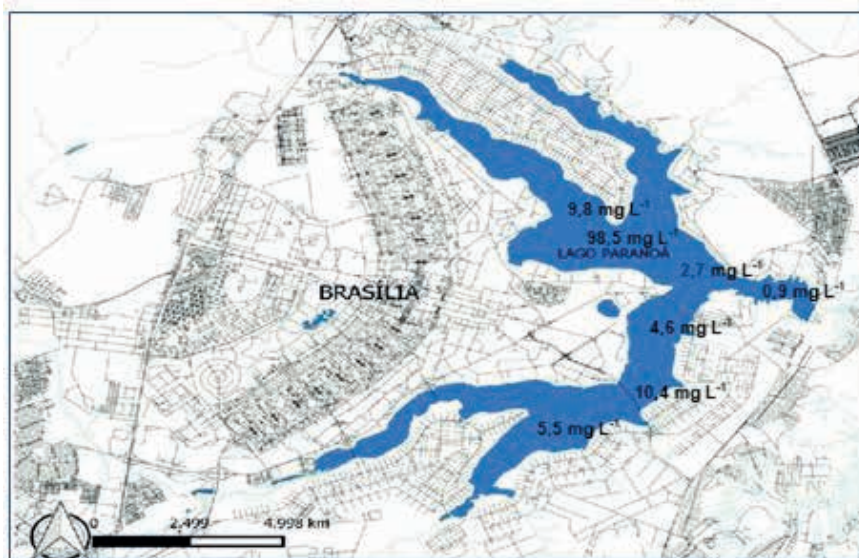 9,8 mg L⁻¹
98,5 mg L⁻¹
LAGO PARANOÁ
2,7 mg L⁻¹
0,9 mg L⁻¹
BRASÍLIA
4,6 mg L⁻¹
10,4 mg L⁻¹
5,5 mg L⁻¹
0 2.499 4.998 km